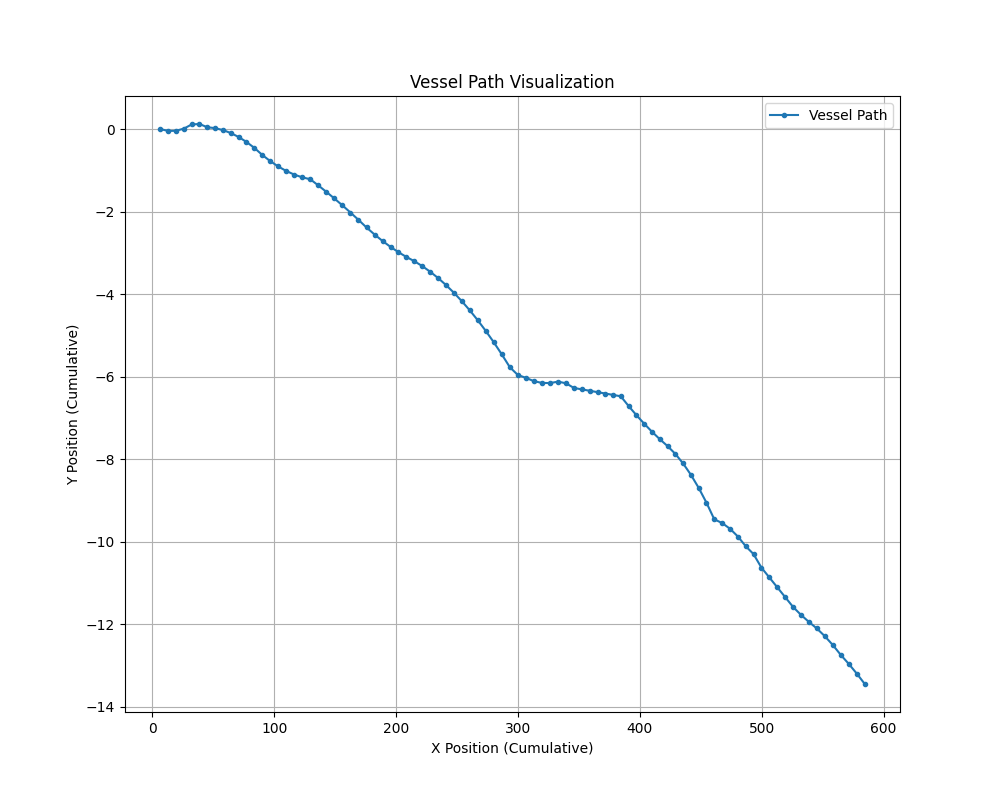 Vessel Path Visualization
Vessel Path
0
−2
−4
−6
−8
−10
−12
−14
Y Position (Cumulative)
0 100 200 300 400 500 600
X Position (Cumulative)